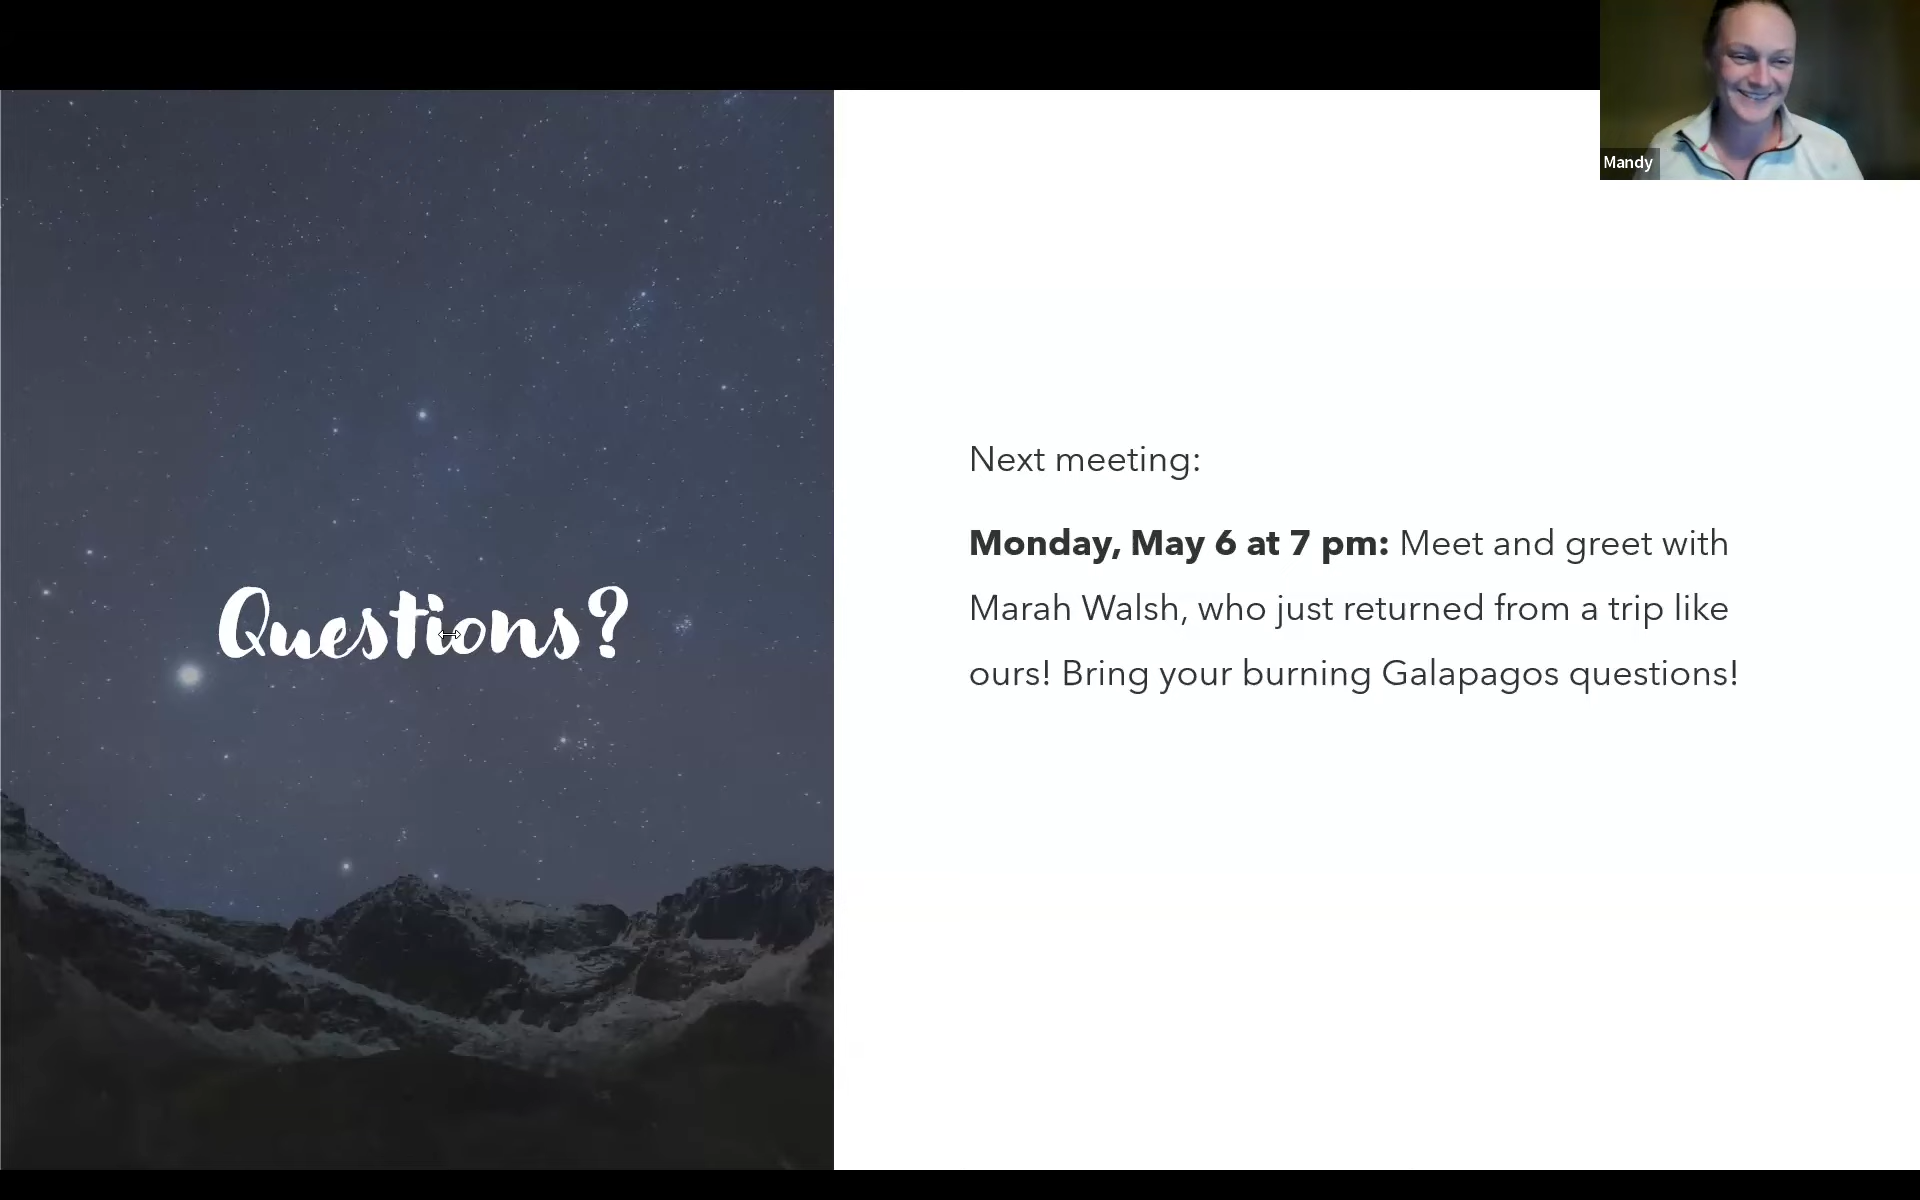 Mandy
Questions?
Next meeting:
Monday, May 6 at 7 pm: Meet and greet with
Marah Walsh, who just returned from a trip like
ours! Bring your burning Galapagos questions!